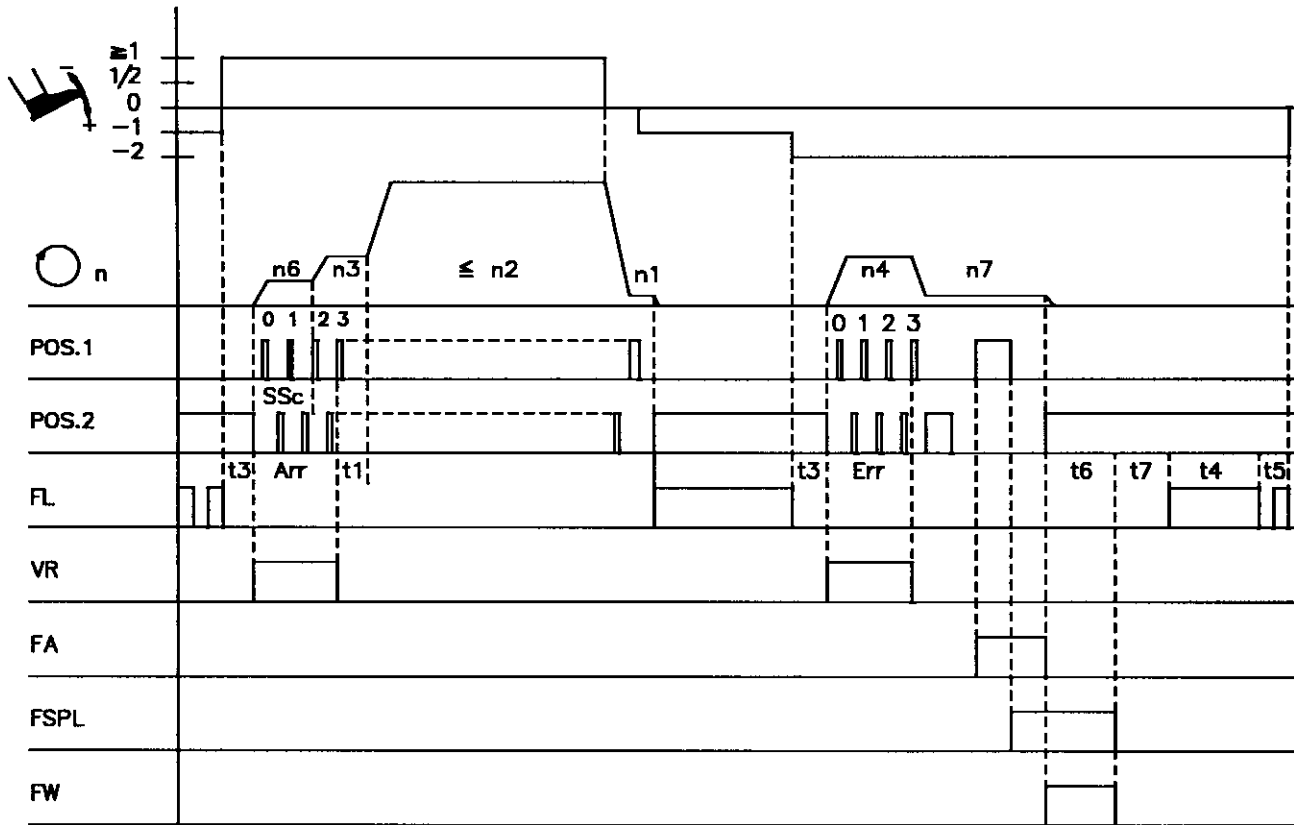 ≧1
1/2
0
-1
-2
-
+
n
n6
n3
≦ n2
n1
n4
n7
POS.1
0 1 2 3
0 1 2 3
POS.2
SSc
FL
t3 Arr t1
t3 Err
t6 t7 t4 t5
VR
FA
FSPL
FW